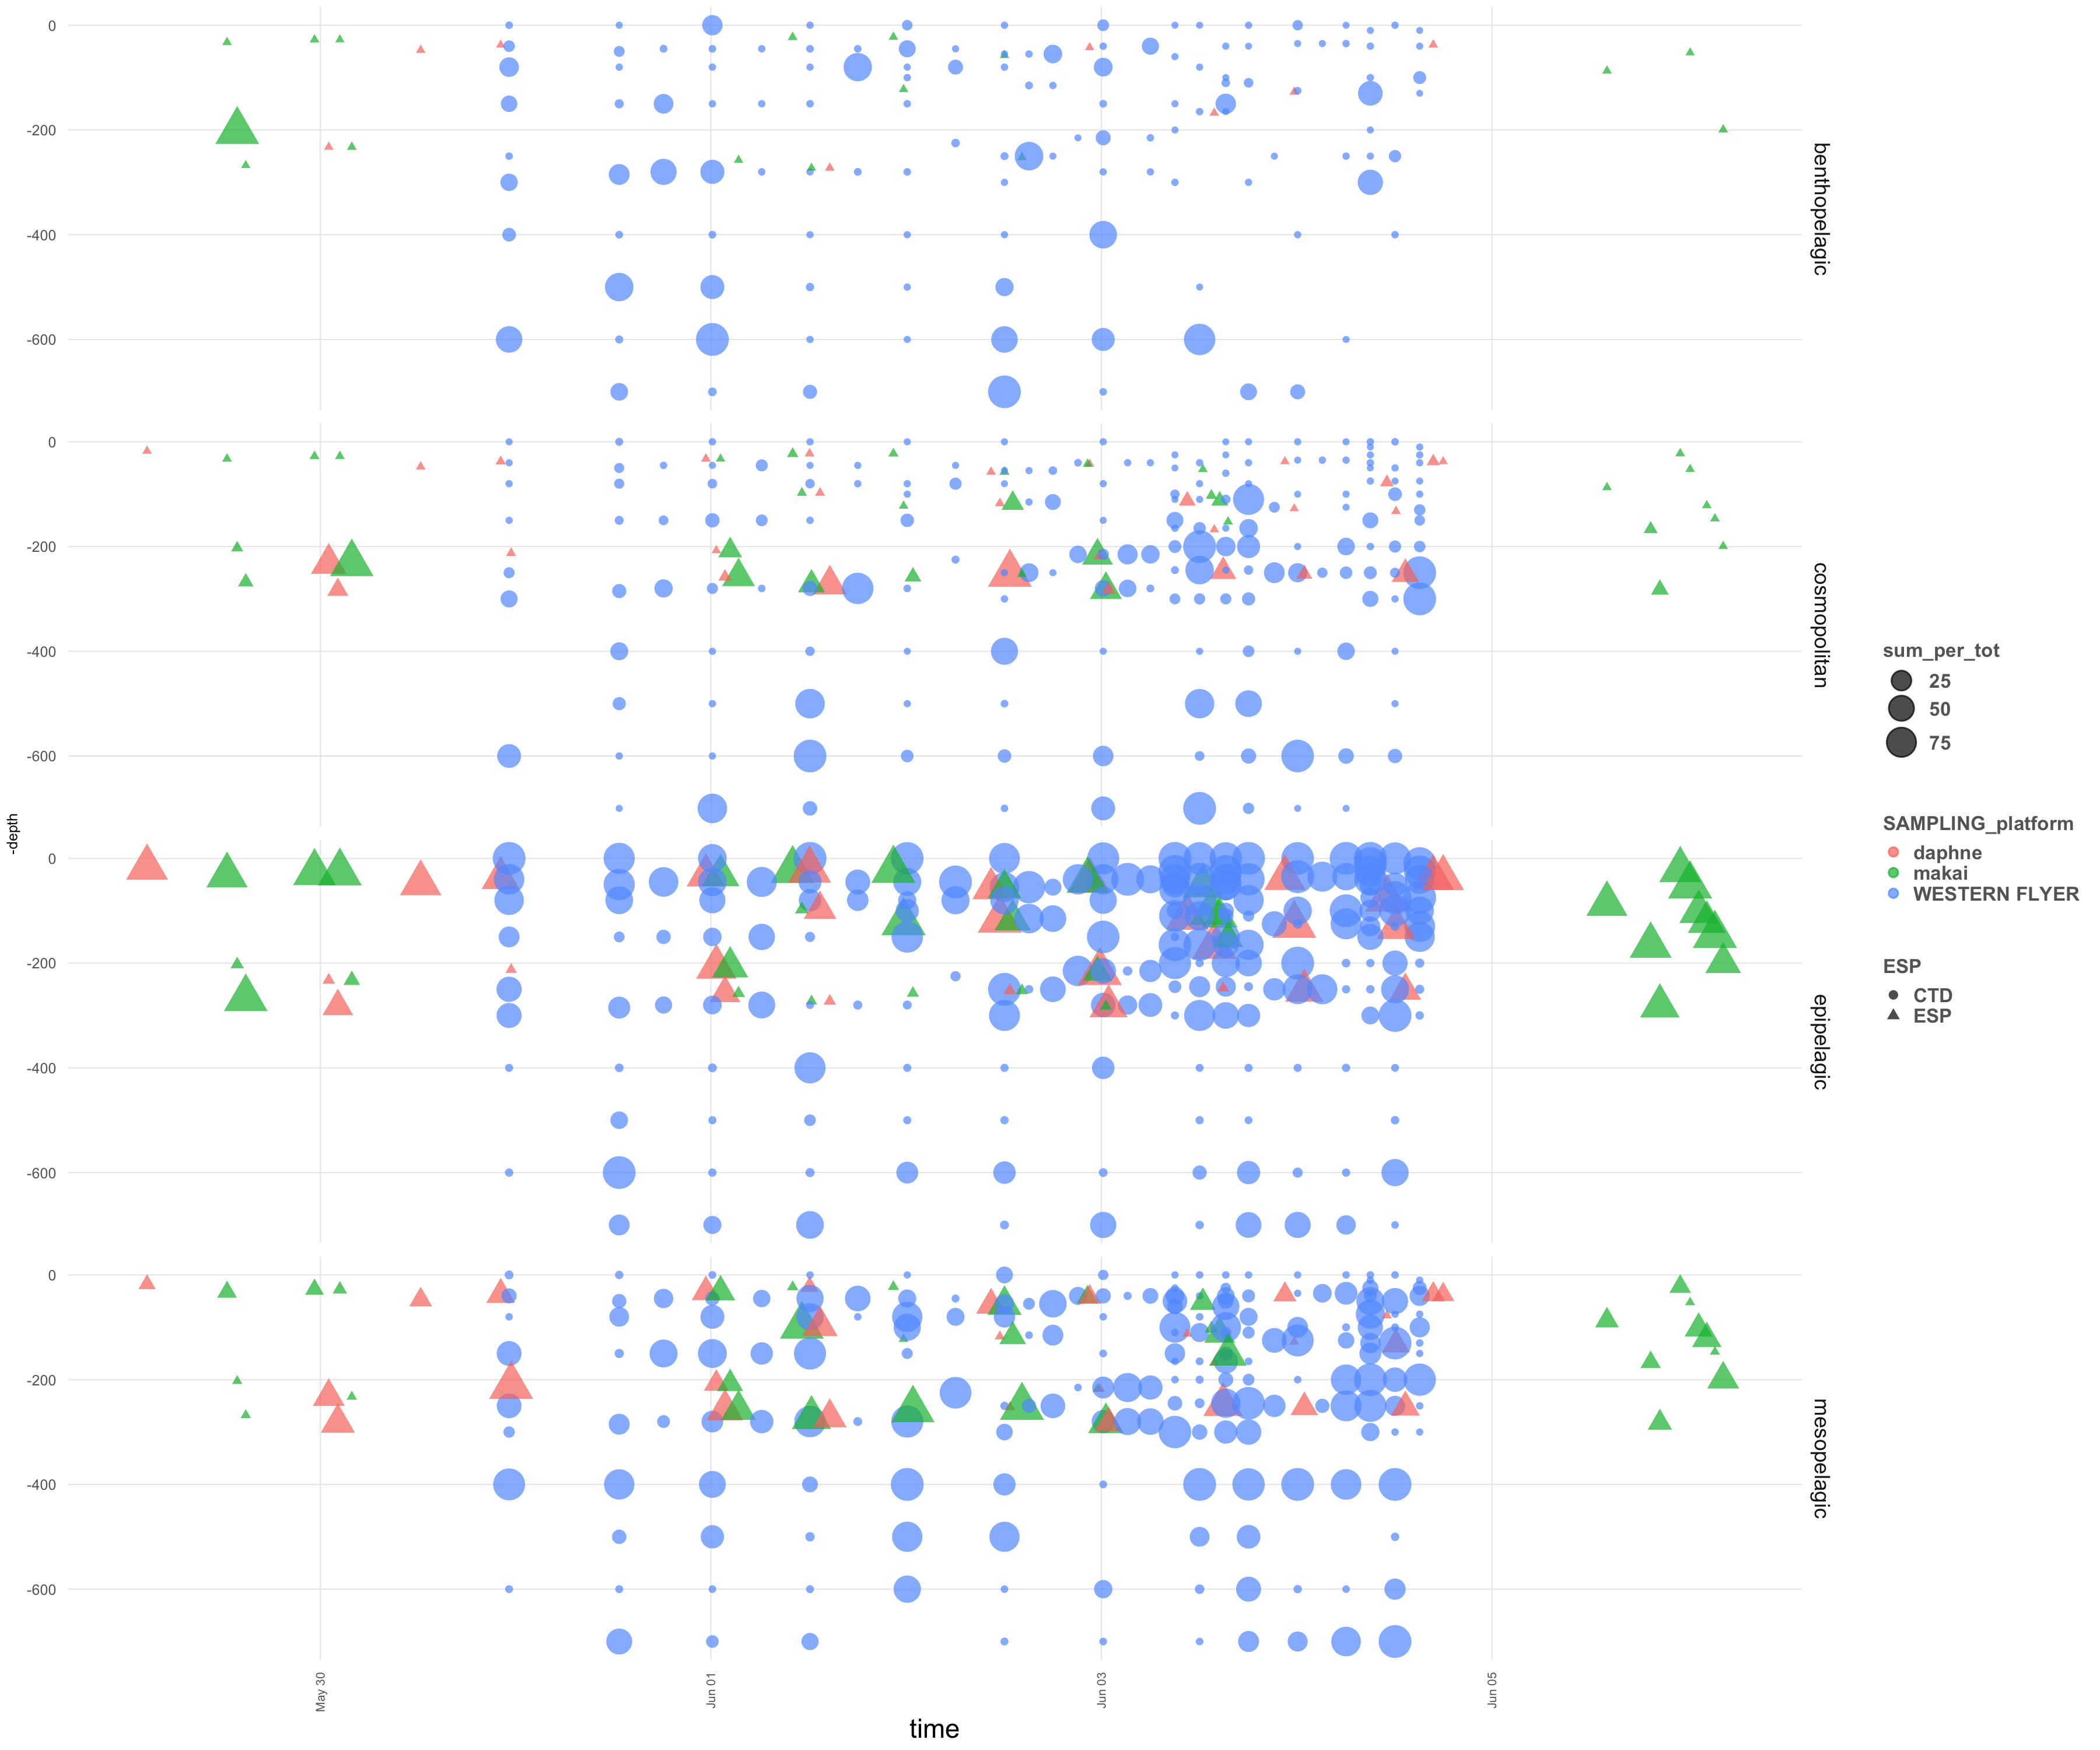 0
-200
-400
-600
benthopelagic
0
-200
-400
-600
cosmopolitan
0
-200
-400
-600
epipelagic
0
-200
-400
-600
mesopelagic
-depth
May 30
Jun 01
Jun 03
Jun 05
time
sum_per_tot
25
50
75
SAMPLING_platform
daphne
makai
WESTERN FLYER
ESP
CTD
ESP